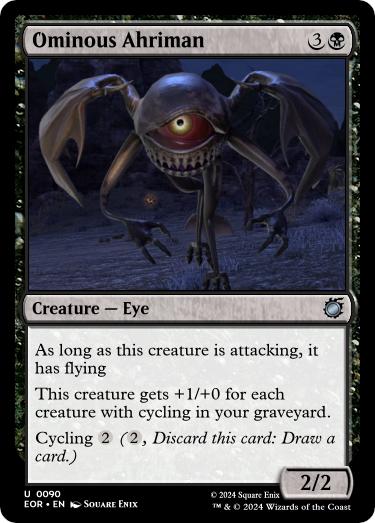 Ominous Ahriman 3
Creature — Eye
As long as this creature is attacking, it
has flying
This creature gets +1/+0 for each
creature with cycling in your graveyard.
Cycling 2 (2, Discard this card: Draw a
card.)
2/2
U 0090
EOR • EN Square Enix
© 2024 Square Enix
™ & © 2024 Wizards of the Coast